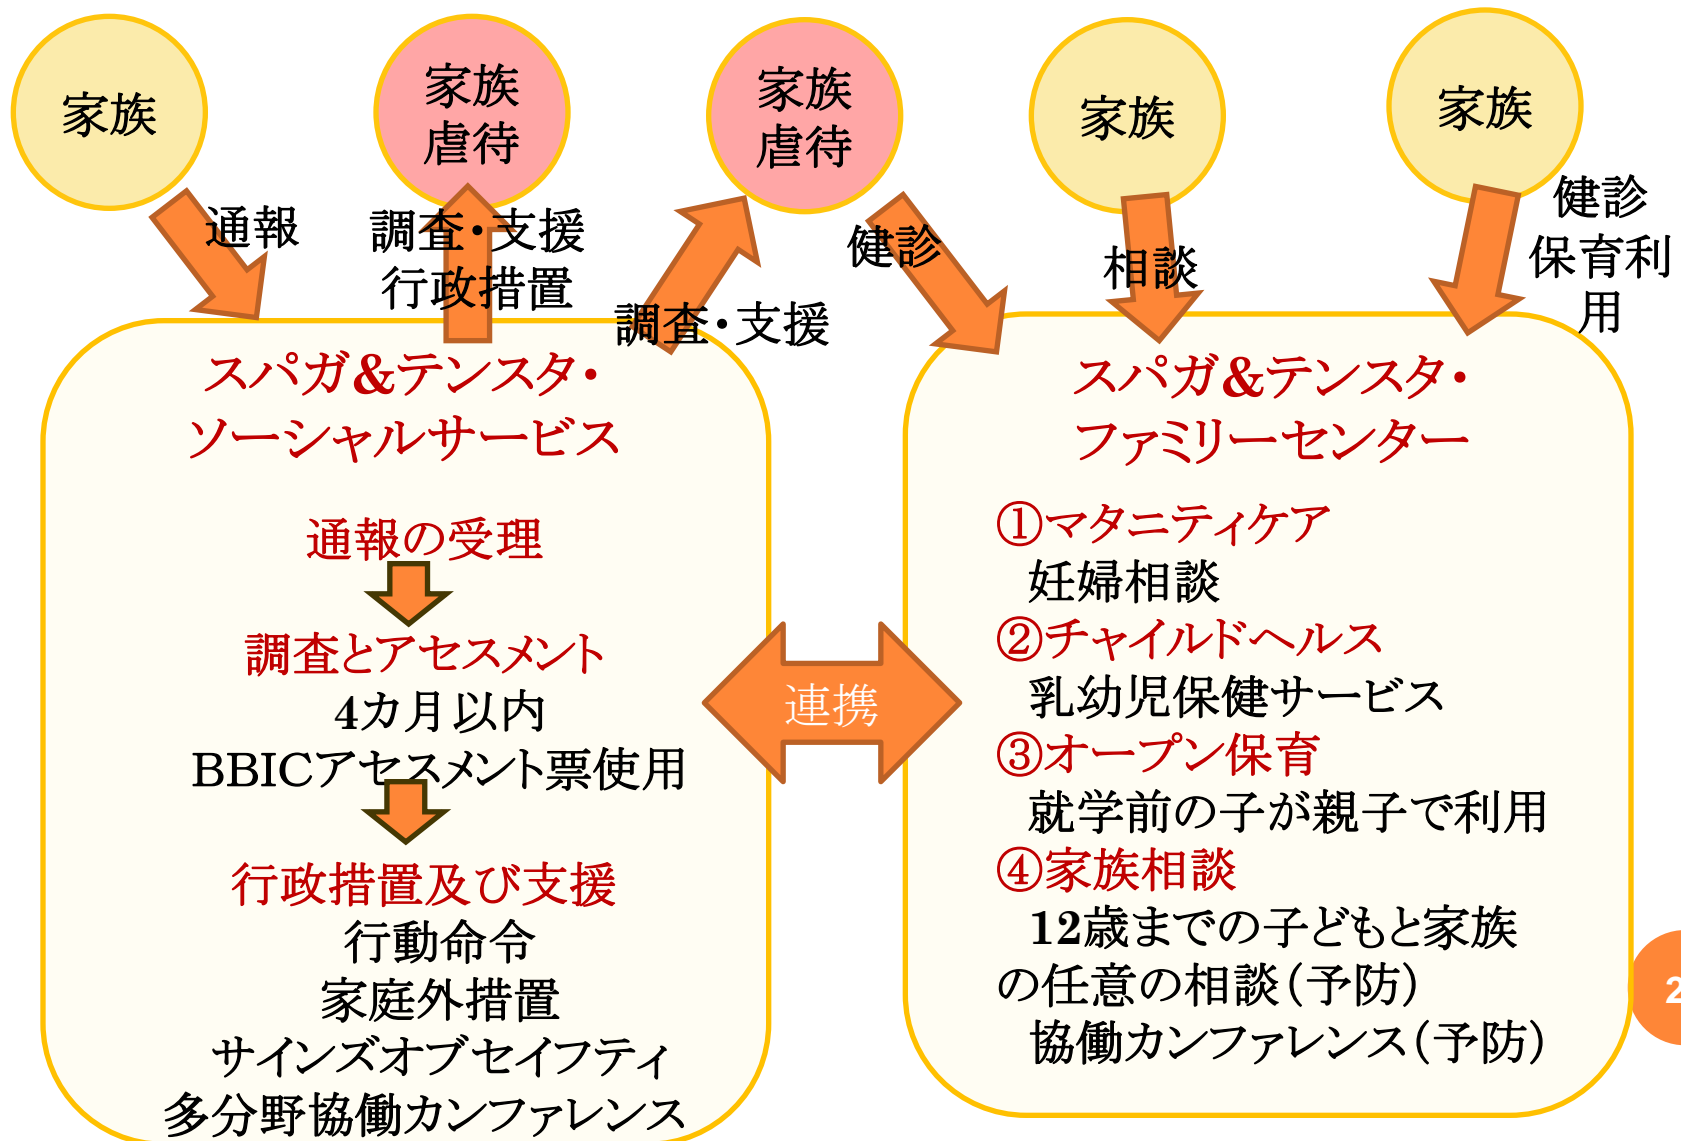 家族
家族
虐待
家族
虐待
家族
家族
通報
調査・支援
行政措置
調査・支援
健診
相談
健診
保育利
用
スパガ&テンスタ・
ソーシャルサービス
通報の受理
調査とアセスメント
4カ月以内
BBICアセスメント票使用
行政措置及び支援
行動命令
家庭外措置
サインズオブセイフティ
多分野協働カンファレンス
連携
スパガ&テンスタ・
ファミリーセンター
①マタニティケア
妊婦相談
②チャイルドヘルス
乳幼児保健サービス
③オープン保育
就学前の子が親子で利用
④家族相談
12歳までの子どもと家族
の任意の相談(予防)
協働カンファレンス(予防)